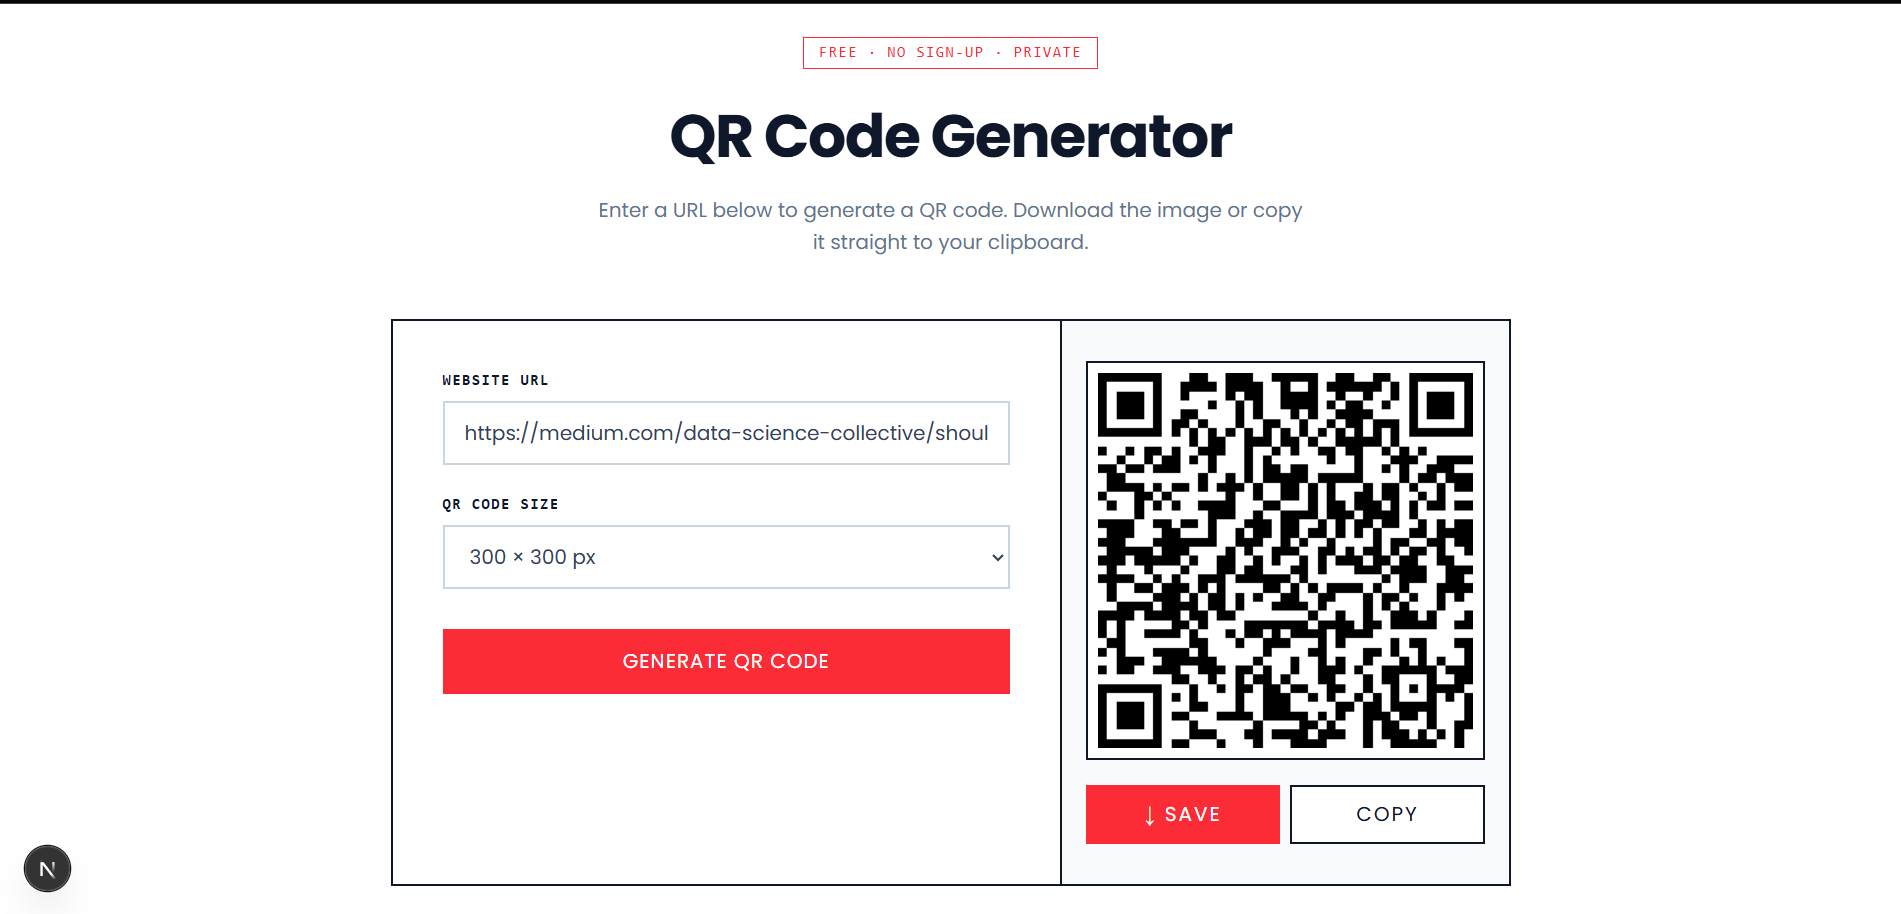 FREE · NO SIGN-UP · PRIVATE
QR Code Generator
Enter a URL below to generate a QR code. Download the image or copy
it straight to your clipboard.
WEBSITE URL
https://medium.com/data-science-collective/shoul
QR CODE SIZE
300 × 300 px
GENERATE QR CODE
↓ SAVE
COPY
N